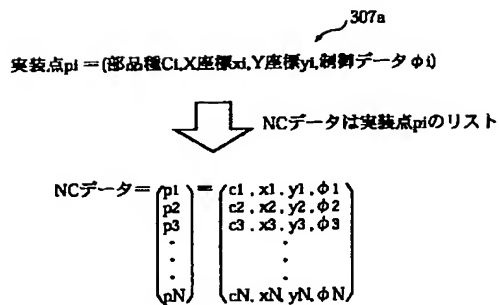 307a
実装点pi＝(部品種Ci,X座標xi,Y座標yi,制御データφi)
NCデータは実装点piのリスト
NCデータ＝(p1)＝(c1, x1, y1, φ1)
p2 c2, x2, y2, φ2
p3 c3, x3, y3, φ3
・ ・
・ ・
・ ・
pN cN, xN, yN, φN